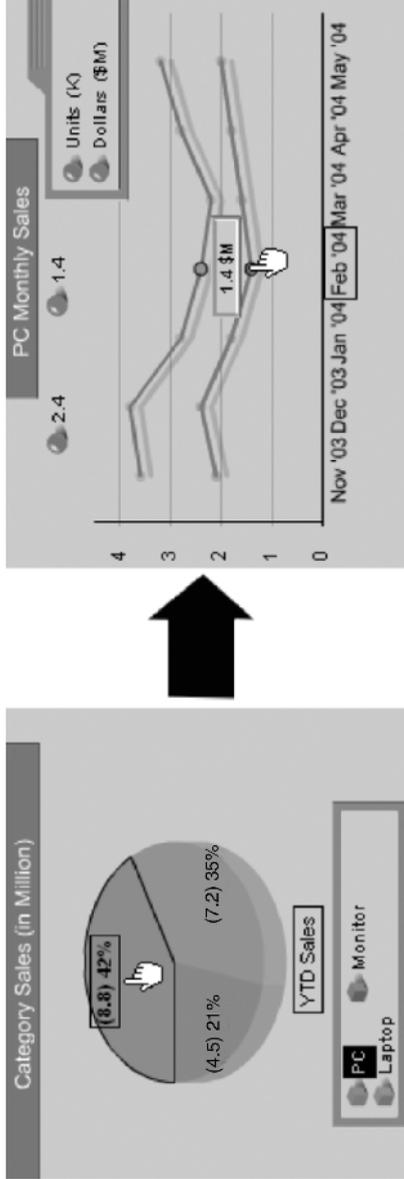 Category Sales (in Million)
(8.8) 42%
(4.5) 21%
(7.2) 35%
YTD Sales
PC
Monitor
Laptop
PC Monthly Sales
2.4
1.4
Units (K)
Dollars ($M)
4
3
2
1
0
1.4 $M
Nov '03 Dec '03 Jan '04 Feb '04 Mar '04 Apr '04 May '04